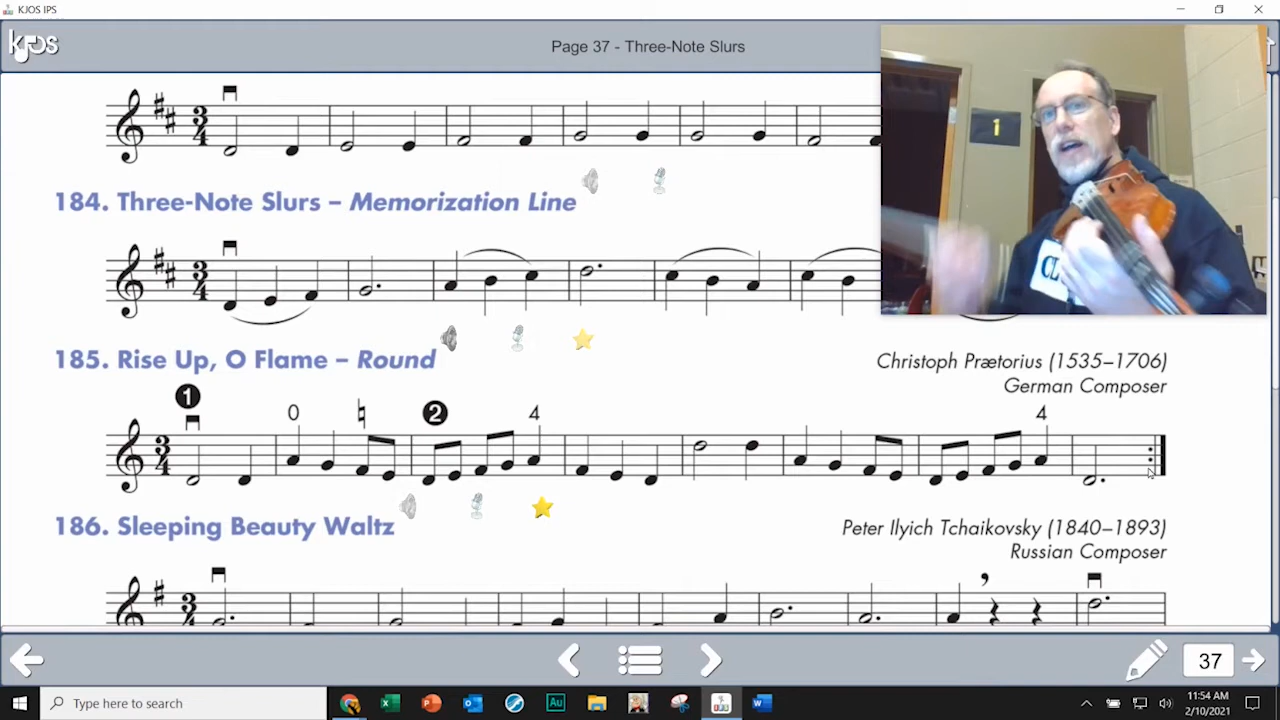 KJOS IPS
kjos
Page 37 - Three-Note Slurs
1
3
4
184. Three-Note Slurs – Memorization Line
3
4
185. Rise Up, O Flame – Round
Christoph Prætorius (1535–1706)
German Composer
1 0 2 4 4
3
4
186. Sleeping Beauty Waltz
Peter Ilyich Tchaikovsky (1840–1893)
Russian Composer
3
4
37
Type here to search
Au
11:54 AM
2/10/2021